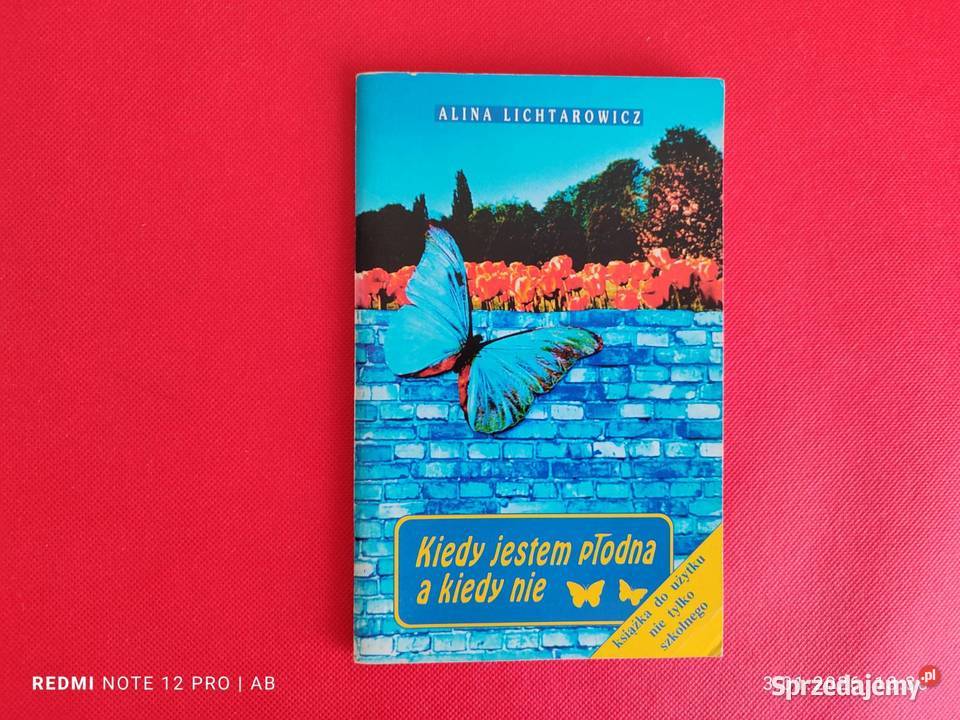 ALINA LICHTAROWICZ
Kiedy jestem płodna
a kiedy nie
książka do użytku
nie tylko
szkolnego
REDMI NOTE 12 PRO | AB
Sprzedajemy.pl